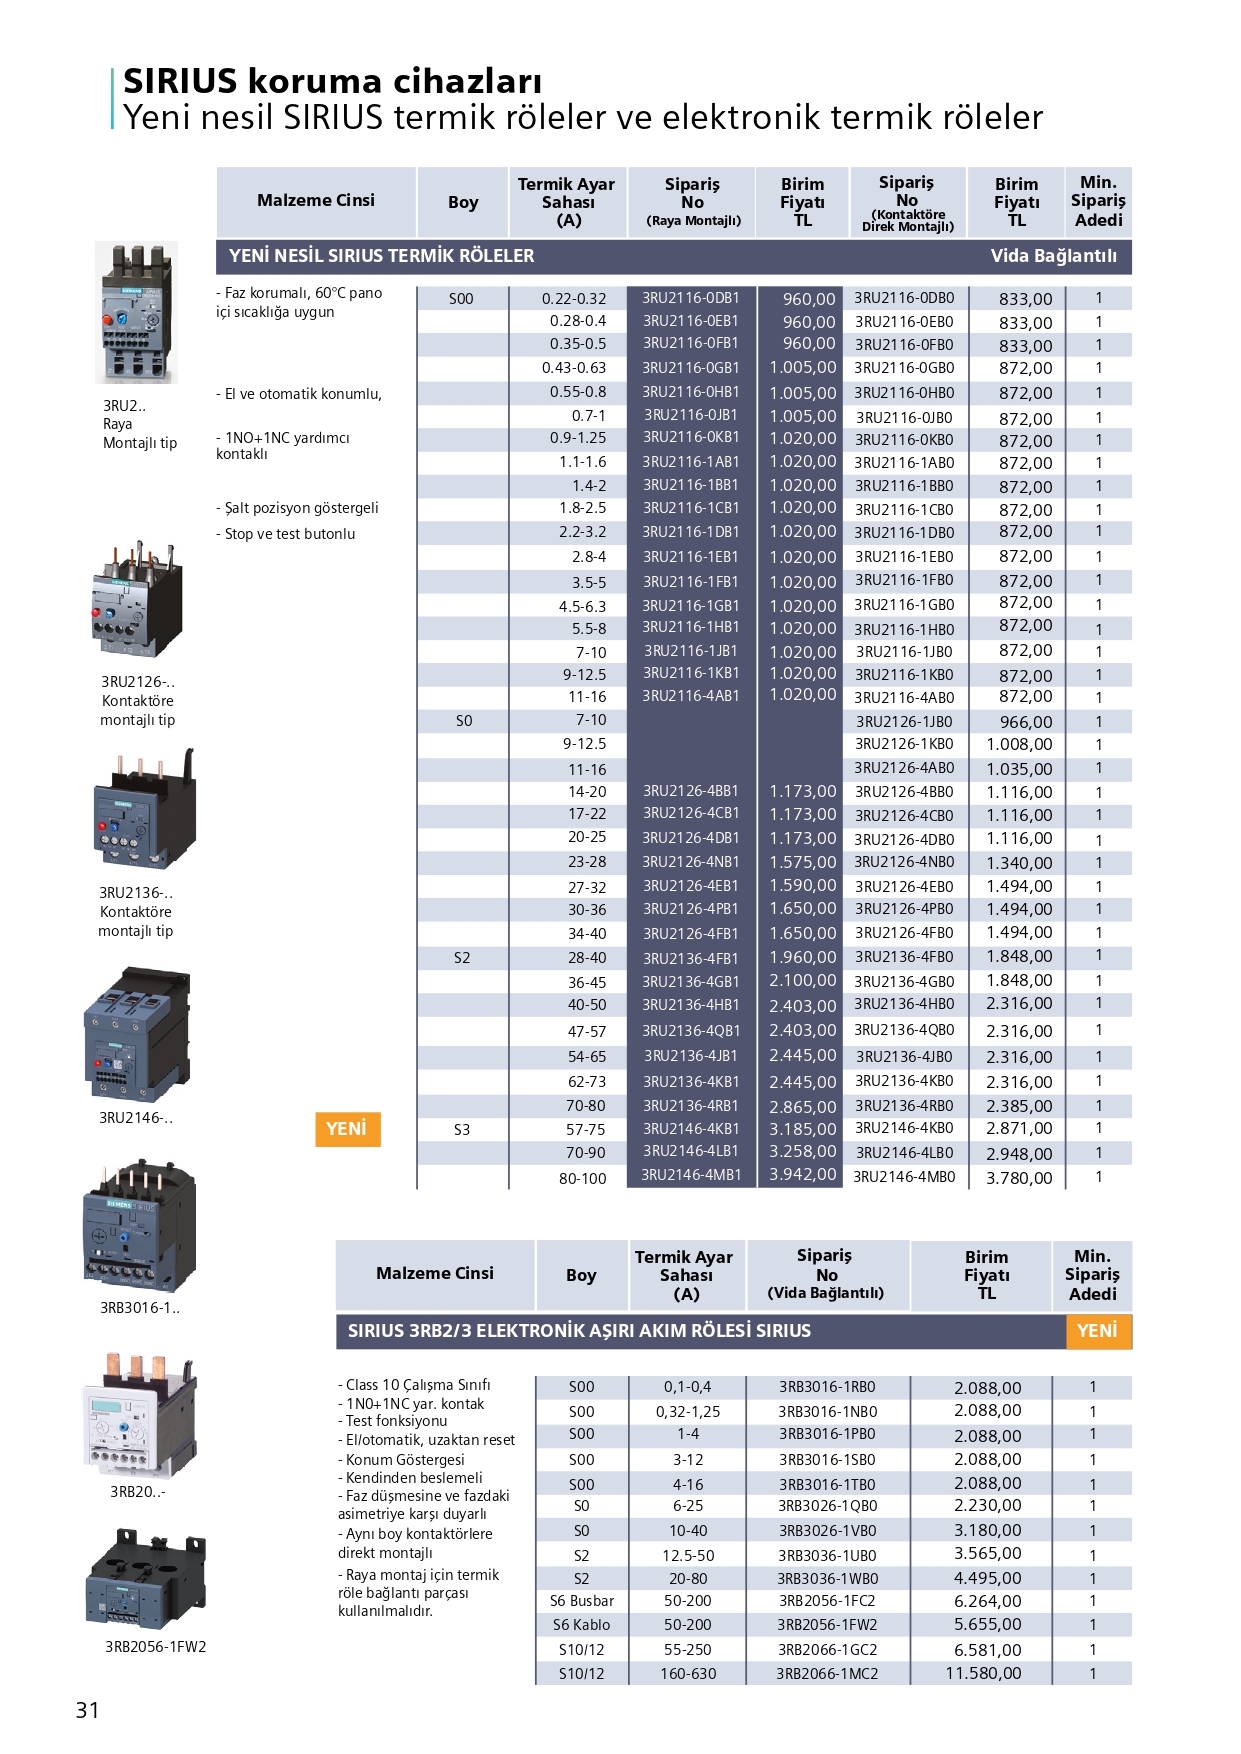 SIRIUS koruma cihazları
Yeni nesil SIRIUS termik röleler ve elektronik termik röleler
Malzeme Cinsi Boy Termik Ayar Sahası (A) Sipariş No (Raya Montajlı) Birim Fiyatı TL Sipariş No (Kontaktöre Direk Montajlı) Birim Fiyatı TL Min. Sipariş Adedi
YENİ NESİL SIRIUS TERMİK RÖLELER Vida Bağlantılı
- Faz korumalı, 60°C pano
içi sıcaklığa uygun
- El ve otomatik konumlu,
- 1NO+1NC yardımcı
kontaklı
- Şalt pozisyon göstergeli
- Stop ve test butonlu
S00 0.22-0.32 3RU2116-0DB1 960,00 3RU2116-0DB0 833,00 1
0.28-0.4 3RU2116-0EB1 960,00 3RU2116-0EB0 833,00 1
0.35-0.5 3RU2116-0FB1 960,00 3RU2116-0FB0 833,00 1
0.43-0.63 3RU2116-0GB1 1.005,00 3RU2116-0GB0 872,00 1
0.55-0.8 3RU2116-0HB1 1.005,00 3RU2116-0HB0 872,00 1
0.7-1 3RU2116-0JB1 1.005,00 3RU2116-0JB0 872,00 1
0.9-1.25 3RU2116-0KB1 1.020,00 3RU2116-0KB0 872,00 1
1.1-1.6 3RU2116-1AB1 1.020,00 3RU2116-1AB0 872,00 1
1.4-2 3RU2116-1BB1 1.020,00 3RU2116-1BB0 872,00 1
1.8-2.5 3RU2116-1CB1 1.020,00 3RU2116-1CB0 872,00 1
2.2-3.2 3RU2116-1DB1 1.020,00 3RU2116-1DB0 872,00 1
2.8-4 3RU2116-1EB1 1.020,00 3RU2116-1EB0 872,00 1
3.5-5 3RU2116-1FB1 1.020,00 3RU2116-1FB0 872,00 1
4.5-6.3 3RU2116-1GB1 1.020,00 3RU2116-1GB0 872,00 1
5.5-8 3RU2116-1HB1 1.020,00 3RU2116-1HB0 872,00 1
7-10 3RU2116-1JB1 1.020,00 3RU2116-1JB0 872,00 1
9-12.5 3RU2116-1KB1 1.020,00 3RU2116-1KB0 872,00 1
11-16 3RU2116-4AB1 1.020,00 3RU2116-4AB0 872,00 1
S0 7-10 3RU2126-1JB0 966,00 1
9-12.5 3RU2126-1KB0 1.008,00 1
11-16 3RU2126-4AB0 1.035,00 1
14-20 3RU2126-4BB1 1.173,00 3RU2126-4BB0 1.116,00 1
17-22 3RU2126-4CB1 1.173,00 3RU2126-4CB0 1.116,00 1
20-25 3RU2126-4DB1 1.173,00 3RU2126-4DB0 1.116,00 1
23-28 3RU2126-4NB1 1.575,00 3RU2126-4NB0 1.340,00 1
27-32 3RU2126-4EB1 1.590,00 3RU2126-4EB0 1.494,00 1
30-36 3RU2126-4PB1 1.650,00 3RU2126-4PB0 1.494,00 1
34-40 3RU2126-4FB1 1.650,00 3RU2126-4FB0 1.494,00 1
S2 28-40 3RU2136-4FB1 1.960,00 3RU2136-4FB0 1.848,00 1
36-45 3RU2136-4GB1 2.100,00 3RU2136-4GB0 1.848,00 1
40-50 3RU2136-4HB1 2.403,00 3RU2136-4HB0 2.316,00 1
47-57 3RU2136-4QB1 2.403,00 3RU2136-4QB0 2.316,00 1
54-65 3RU2136-4JB1 2.445,00 3RU2136-4JB0 2.316,00 1
62-73 3RU2136-4KB1 2.445,00 3RU2136-4KB0 2.316,00 1
70-80 3RU2136-4RB1 2.865,00 3RU2136-4RB0 2.385,00 1
YENİ S3 57-75 3RU2146-4KB1 3.185,00 3RU2146-4KB0 2.871,00 1
70-90 3RU2146-4LB1 3.258,00 3RU2146-4LB0 2.948,00 1
80-100 3RU2146-4MB1 3.942,00 3RU2146-4MB0 3.780,00 1
3RU2..
Raya
Montajlı tip
3RU2126-..
Kontaktöre
montajlı tip
3RU2136-..
Kontaktöre
montajlı tip
3RU2146-..
3RB3016-1..
3RB20..-
3RB2056-1FW2
Malzeme Cinsi Boy Termik Ayar Sahası (A) Sipariş No (Vida Bağlantılı) Birim Fiyatı TL Min. Sipariş Adedi
SIRIUS 3RB2/3 ELEKTRONİK AŞIRI AKIM RÖLESİ SIRIUS YENİ
- Class 10 Çalışma Sınıfı
- 1N0+1NC yar. kontak
- Test fonksiyonu
- El/otomatik, uzaktan reset
- Konum Göstergesi
- Kendinden beslemeli
- Faz düşmesine ve fazdaki
asimetriye karşı duyarlı
- Aynı boy kontaktörlere
direkt montajlı
- Raya montaj için termik
röle bağlantı parçası
kullanılmalıdır.
S00 0,1-0,4 3RB3016-1RB0 2.088,00 1
S00 0,32-1,25 3RB3016-1NB0 2.088,00 1
S00 1-4 3RB3016-1PB0 2.088,00 1
S00 3-12 3RB3016-1SB0 2.088,00 1
S00 4-16 3RB3016-1TB0 2.088,00 1
S0 6-25 3RB3026-1QB0 2.230,00 1
S0 10-40 3RB3026-1VB0 3.180,00 1
S2 12.5-50 3RB3036-1UB0 3.565,00 1
S2 20-80 3RB3036-1WB0 4.495,00 1
S6 Busbar 50-200 3RB2056-1FC2 6.264,00 1
S6 Kablo 50-200 3RB2056-1FW2 5.655,00 1
S10/12 55-250 3RB2066-1GC2 6.581,00 1
S10/12 160-630 3RB2066-1MC2 11.580,00 1
31